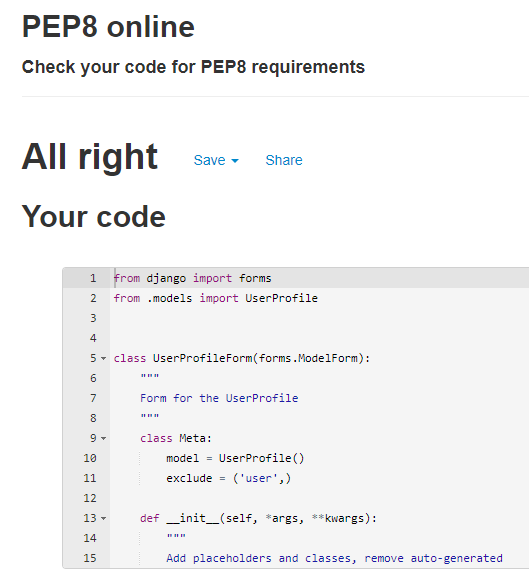 PEP8 online
Check your code for PEP8 requirements
All right Save Share
Your code
1 from django import forms
2 from .models import UserProfile
3
4
5 class UserProfileForm(forms.ModelForm):
6 """
7 Form for the UserProfile
8 """
9 class Meta:
10 model = UserProfile()
11 exclude = ('user',)
12
13 def __init__(self, *args, **kwargs):
14 """
15 Add placeholders and classes, remove auto-generated